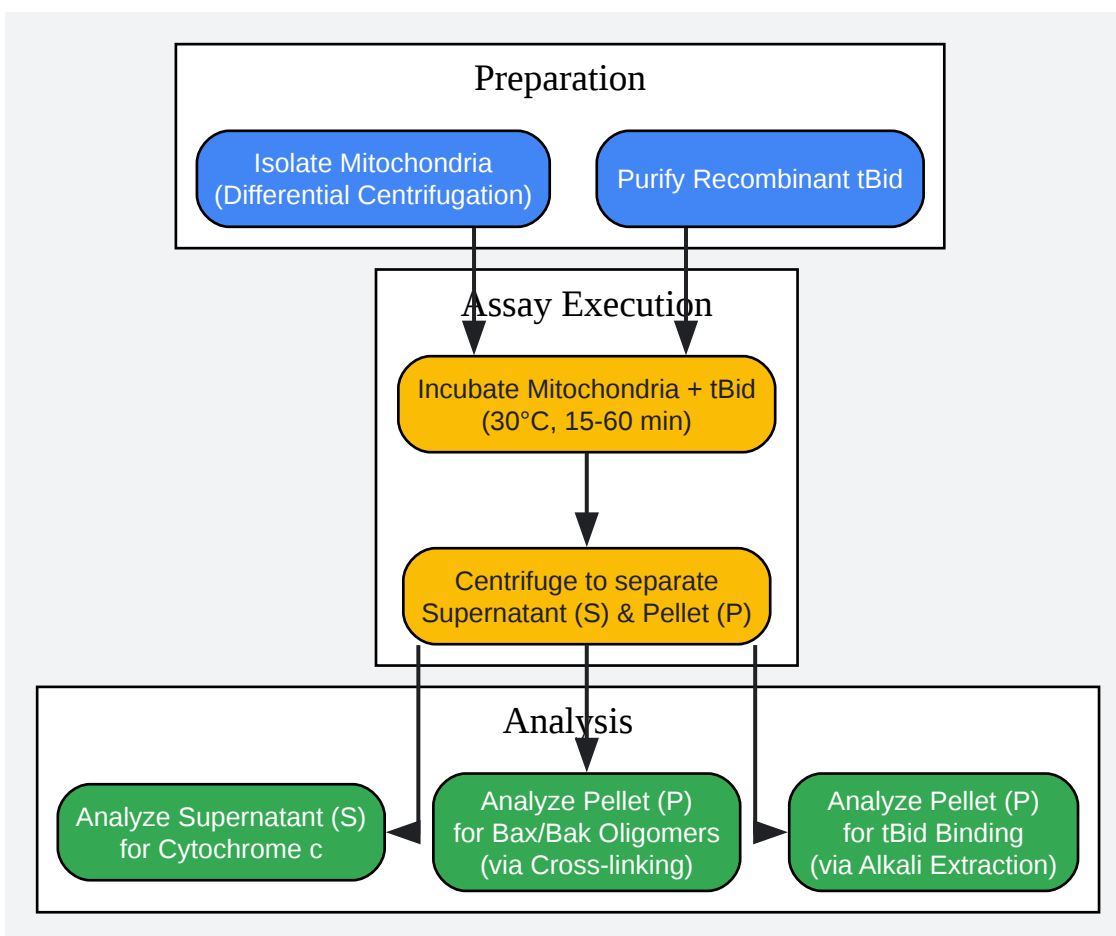 Preparation
Isolate Mitochondria
(Differential Centrifugation)
Purify Recombinant tBid
Assay Execution
Incubate Mitochondria + tBid
(30°C, 15-60 min)
Centrifuge to separate
Supernatant (S) & Pellet (P)
Analysis
Analyze Supernatant (S)
for Cytochrome c
Analyze Pellet (P)
for Bax/Bak Oligomers
(via Cross-linking)
Analyze Pellet (P)
for tBid Binding
(via Alkali Extraction)